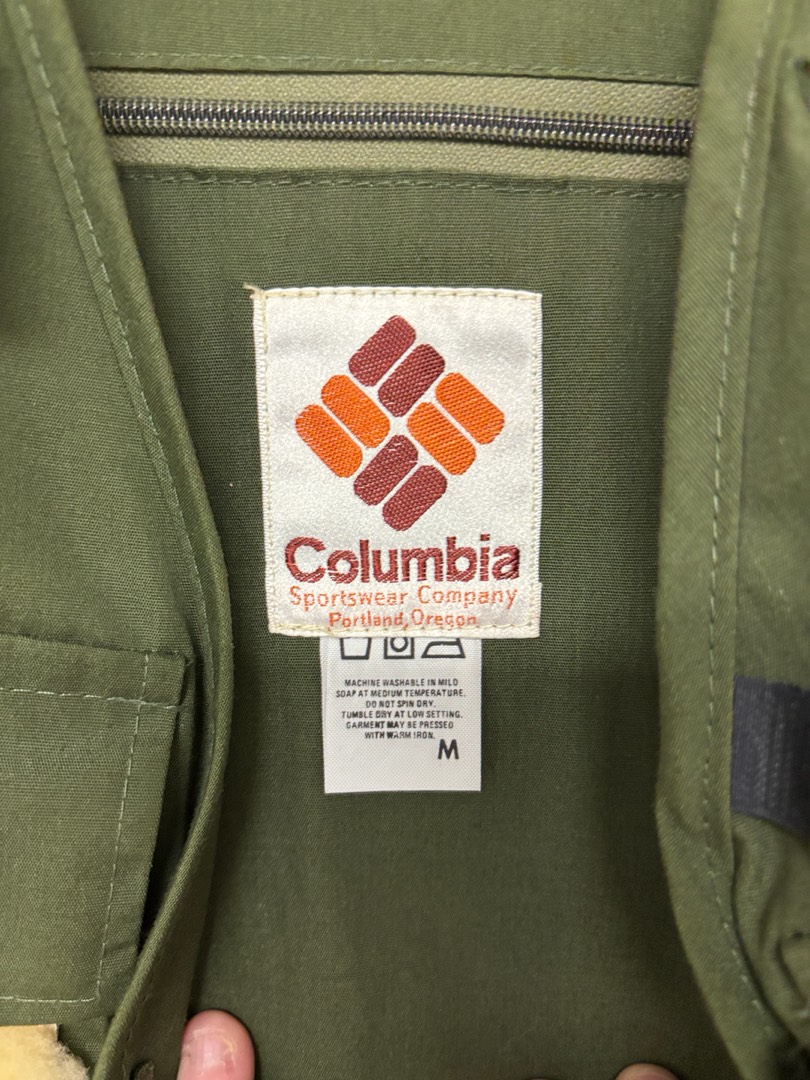 Columbia
Sportswear Company
Portland, Oregon
MACHINE WASHABLE IN MILD
SOAP AT MEDIUM TEMPERATURE.
DO NOT SPIN DRY.
TUMBLE DRY AT LOW SETTING.
GARMENT MAY BE PRESSED
WITH WARM IRON.
M